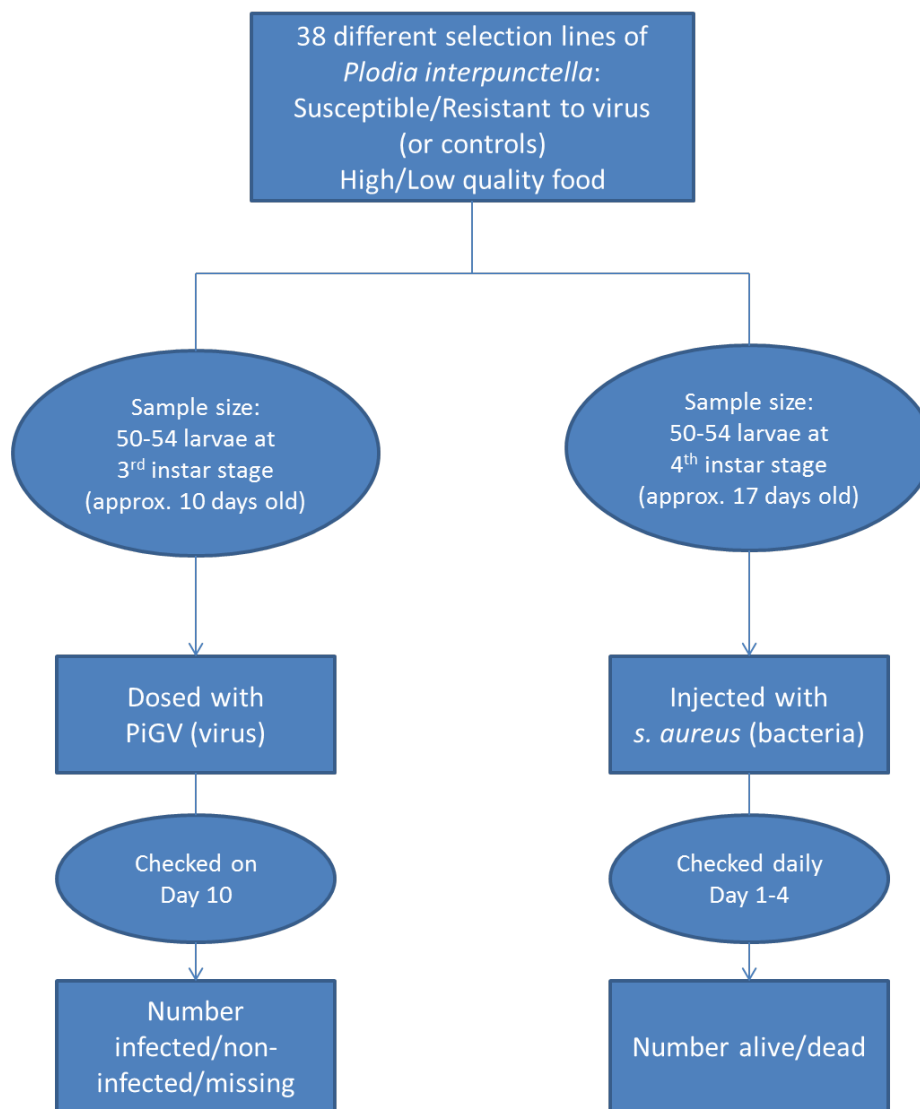 38 different selection lines of
Plodia interpunctella:
Susceptible/Resistant to virus
(or controls)
High/Low quality food
Sample size:
50-54 larvae at
3rd instar stage
(approx. 10 days old)
Sample size:
50-54 larvae at
4th instar stage
(approx. 17 days old)
Dosed with
PiGV (virus)
Injected with
s. aureus (bacteria)
Checked on
Day 10
Checked daily
Day 1-4
Number
infected/non-
infected/missing
Number alive/dead